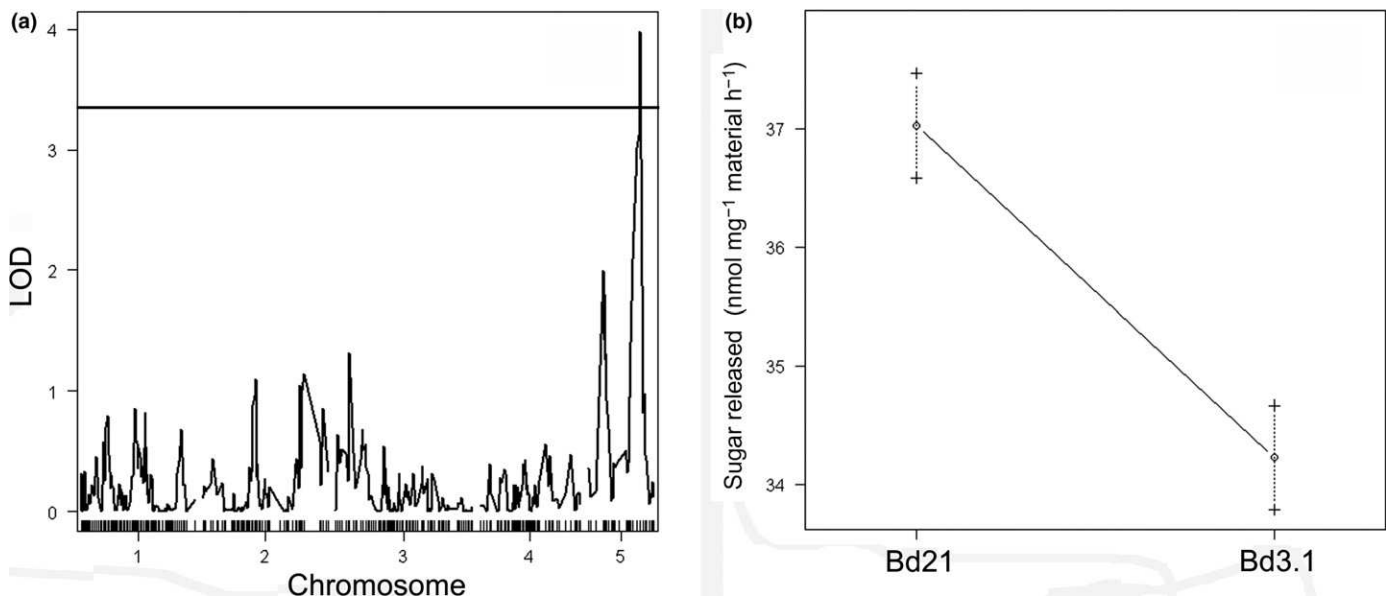 (a)
4
3
2
1
0
LOD
1 2 3 4 5
Chromosome
(b)
37
36
35
34
Sugar released (nmol mg⁻¹ material h⁻¹)
Bd21 Bd3.1